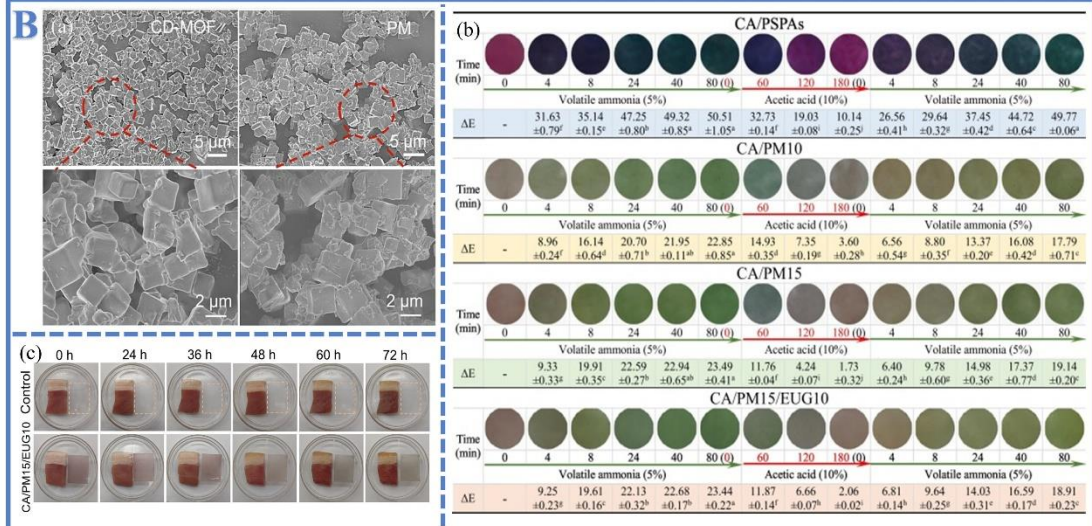 B
(a)
CD-MOF
PM
5 μm
5 μm
2 μm
2 μm
(c)
0 h 24 h 36 h 48 h 60 h 72 h
Control
CA/PM15/EUG10
(b)
CA/PSPAs
Time (min) 0 4 8 24 40 80 (0) 60 120 180 (0) 4 8 24 40 80
Volatile ammonia (5%) Acetic acid (10%) Volatile ammonia (5%)
ΔE - 31.63 35.14 47.25 49.32 50.51 32.73 19.03 10.14 26.56 29.64 37.45 44.72 49.77
±0.79f ±0.15e ±0.80b ±0.85a ±1.05a ±0.14f ±0.08i ±0.25j ±0.41h ±0.32g ±0.42d ±0.64c ±0.06a
CA/PM10
Time (min) 0 4 8 24 40 80 (0) 60 120 180 (0) 4 8 24 40 80
Volatile ammonia (5%) Acetic acid (10%) Volatile ammonia (5%)
ΔE - 8.96 16.14 20.70 21.95 22.85 14.93 7.35 3.60 6.56 8.80 13.37 16.08 17.79
±0.24f ±0.64d ±0.71b ±0.11ab ±0.85a ±0.35d ±0.19g ±0.28h ±0.54g ±0.35f ±0.20e ±0.42d ±0.71c
CA/PM15
Time (min) 0 4 8 24 40 80 (0) 60 120 180 (0) 4 8 24 40 80
Volatile ammonia (5%) Acetic acid (10%) Volatile ammonia (5%)
ΔE - 9.33 19.91 22.59 22.94 23.49 11.76 4.24 1.73 6.40 9.78 14.98 17.37 19.14
±0.33g ±0.35c ±0.27b ±0.65ab ±0.41a ±0.04f ±0.07i ±0.32j ±0.24h ±0.60g ±0.36e ±0.77d ±0.20c
CA/PM15/EUG10
Time (min) 0 4 8 24 40 80 (0) 60 120 180 (0) 4 8 24 40 80
Volatile ammonia (5%) Acetic acid (10%) Volatile ammonia (5%)
ΔE - 9.25 19.61 22.13 22.68 23.44 11.87 6.66 2.06 6.81 9.64 14.03 16.59 18.91
±0.23g ±0.16c ±0.32b ±0.17b ±0.22a ±0.14f ±0.07h ±0.02i ±0.14h ±0.25g ±0.31e ±0.17d ±0.23c